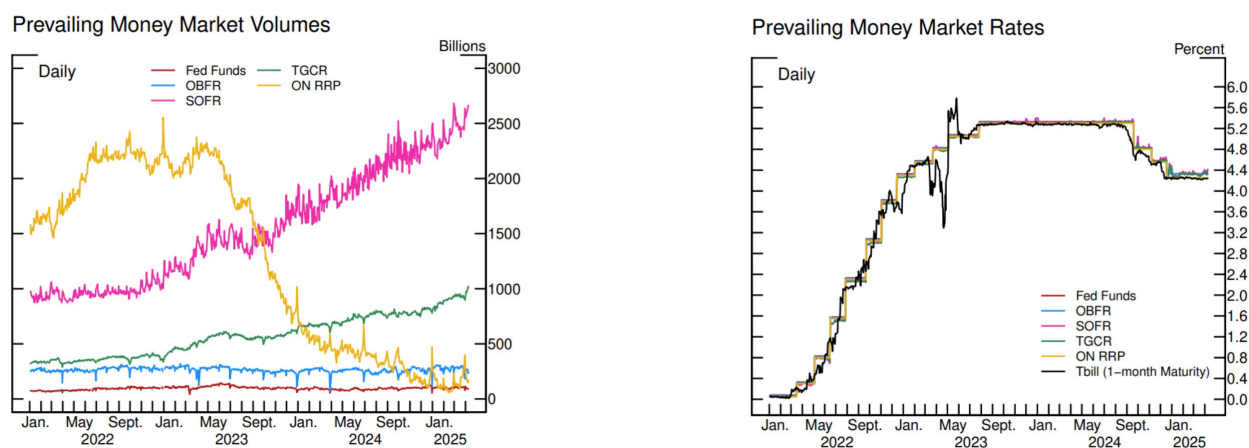 Prevailing Money Market Volumes
Billions
Daily
Fed Funds
OBFR
SOFR
TGCR
ON RRP
3000
2500
2000
1500
1000
500
0
Jan. May Sept. Jan. May Sept. Jan. May Sept. Jan.
2022 2023 2024 2025
Prevailing Money Market Rates
Percent
Daily
6.0
5.6
5.2
4.8
4.4
4.0
3.6
3.2
2.8
2.4
2.0
1.6
1.2
0.8
0.4
0.0
Fed Funds
OBFR
SOFR
TGCR
ON RRP
Tbill (1-month Maturity)
Jan. May Sept. Jan. May Sept. Jan. May Sept. Jan.
2022 2023 2024 2025